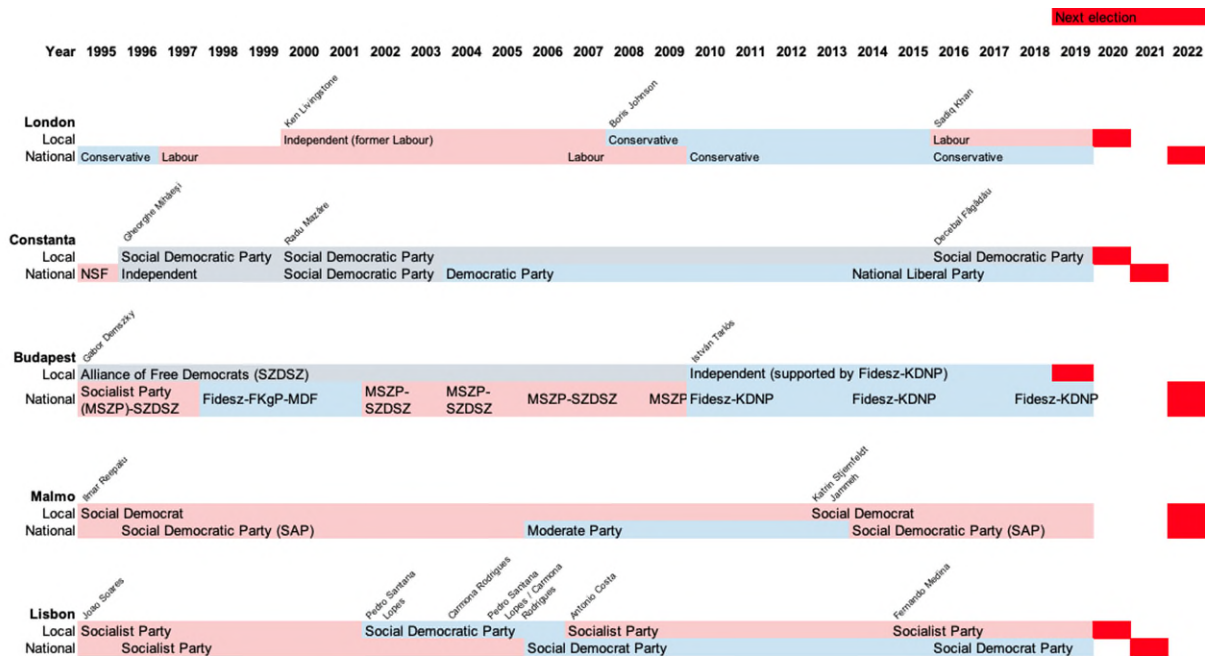 Next election
Year 1995 1996 1997 1998 1999 2000 2001 2002 2003 2004 2005 2006 2007 2008 2009 2010 2011 2012 2013 2014 2015 2016 2017 2018 2019 2020 2021 2022
Ken Livingstone Boris Johnson Sadiq Khan
London
Local Independent (former Labour) Conservative Labour
National Conservative Labour Labour Conservative Conservative
Gheorghe Mihăeși Radu Mazăre Decebal Făgădău
Constanta
Local Social Democratic Party Social Democratic Party Social Democratic Party
National NSF Independent Social Democratic Party Democratic Party National Liberal Party
Gabor Demszky István Tarlós
Budapest
Local Alliance of Free Democrats (SZDSZ) Independent (supported by Fidesz-KDNP)
National Socialist Party (MSZP)-SZDSZ Fidesz-FKgP-MDF MSZP-SZDSZ MSZP-SZDSZ MSZP-SZDSZ MSZP Fidesz-KDNP Fidesz-KDNP Fidesz-KDNP
Ilmar Reepalu Katrin Stjernfeldt Jammeh
Malmo
Local Social Democrat Social Democrat
National Social Democratic Party (SAP) Moderate Party Social Democratic Party (SAP)
Joao Soares Pedro Santana Lopes Carmona Rodrigues Pedro Santana Lopes / Carmona Rodrigues Antonio Costa Fernando Medina
Lisbon
Local Socialist Party Social Democratic Party Socialist Party Socialist Party
National Socialist Party Social Democrat Party Social Democrat Party